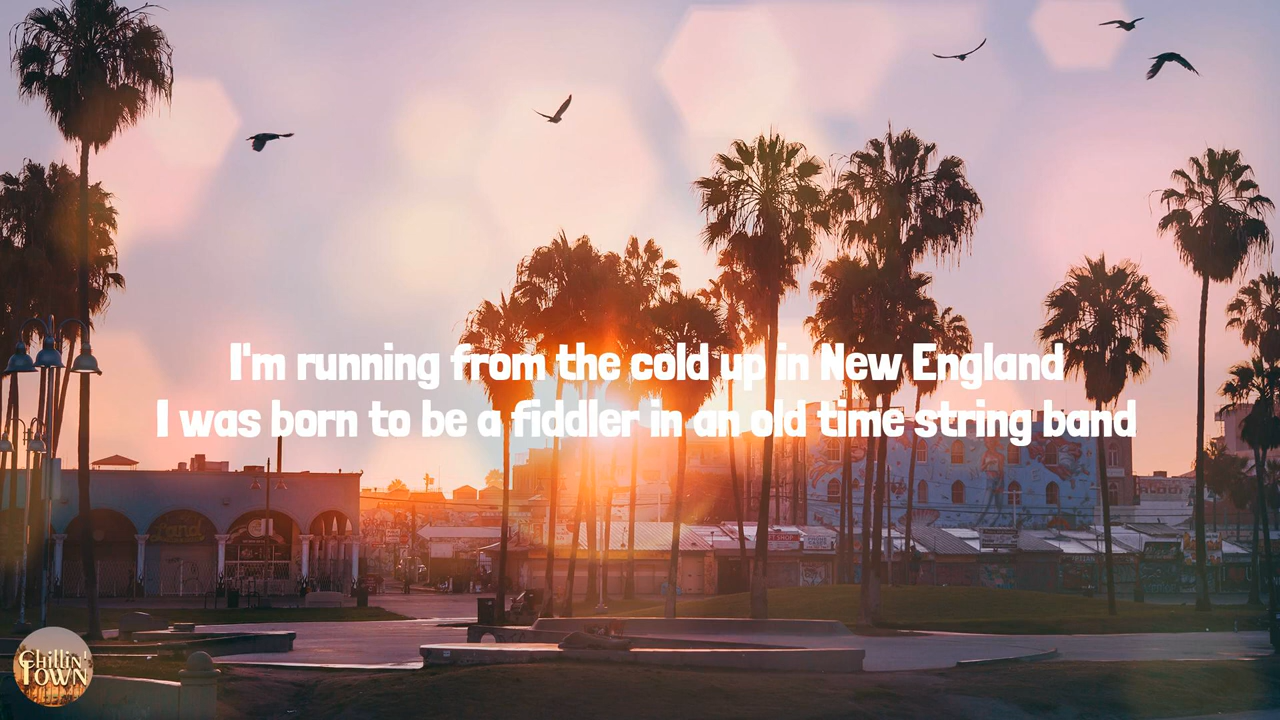 I'm running from the cold up in New England
I was born to be a fiddler in an old time string band
Chillin'
Town